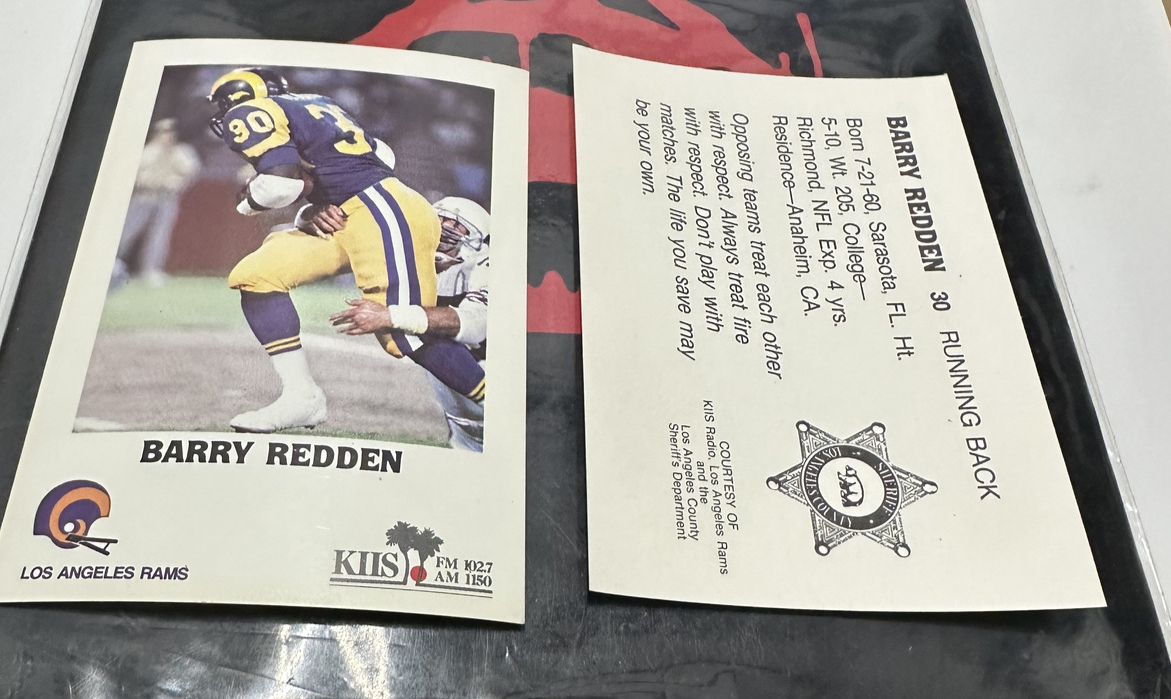 30
3
BARRY REDDEN
LOS ANGELES RAMS
KIIS
FM 102.7
AM 1150
BARRY REDDEN 30 RUNNING BACK
Born 7-21-60, Sarasota, FL. Ht.
5-10, Wt. 205, College—
Richmond, NFL Exp. 4 yrs.
Residence—Anaheim, CA.
Opposing teams treat each other
with respect. Always treat fire
with respect. Don't play with
matches. The life you save may
be your own.
SHERIFF
LOS ANGELES COUNTY
COURTESY OF
KIIS Radio, Los Angeles Rams
and the
Los Angeles County
Sheriff's Department